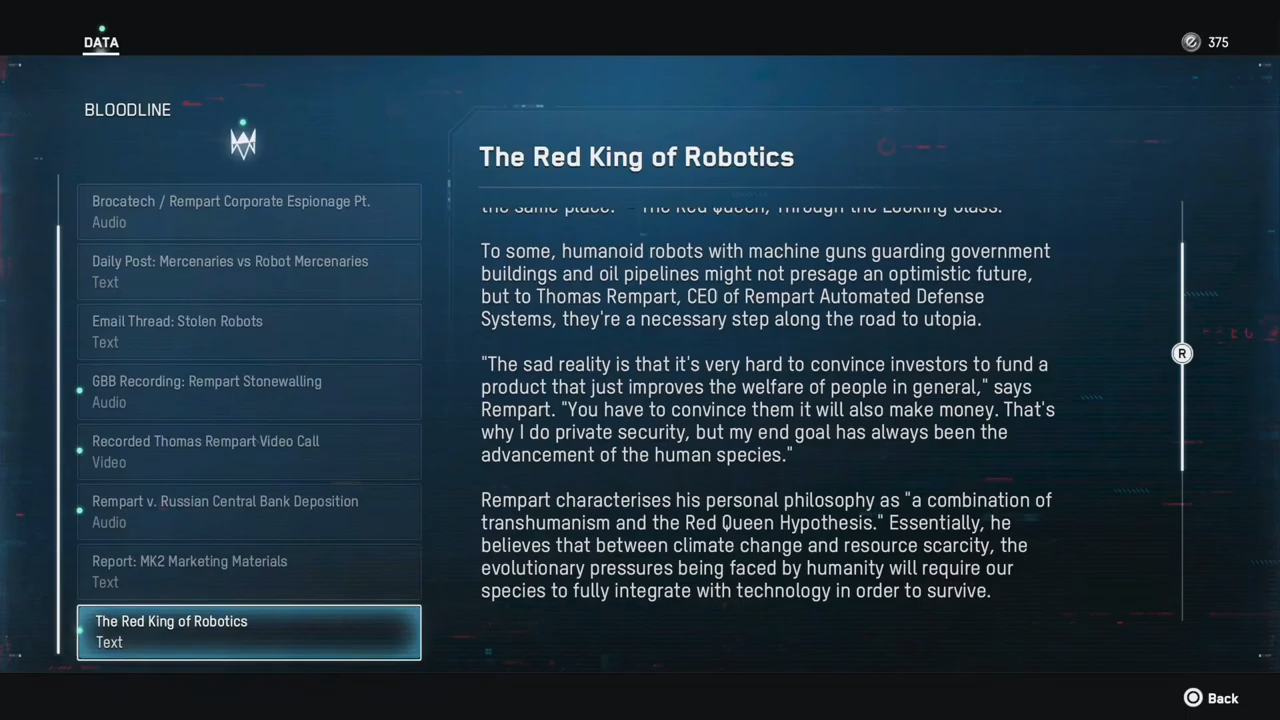 DATA
375
BLOODLINE
Brocatech / Rempart Corporate Espionage Pt.
Audio
Daily Post: Mercenaries vs Robot Mercenaries
Text
Email Thread: Stolen Robots
Text
GBB Recording: Rempart Stonewalling
Audio
Recorded Thomas Rempart Video Call
Video
Rempart v. Russian Central Bank Deposition
Audio
Report: MK2 Marketing Materials
Text
The Red King of Robotics
Text
The Red King of Robotics
the same place." - The Red Queen, Through the Looking Glass.
To some, humanoid robots with machine guns guarding government
buildings and oil pipelines might not presage an optimistic future,
but to Thomas Rempart, CEO of Rempart Automated Defense
Systems, they're a necessary step along the road to utopia.
"The sad reality is that it's very hard to convince investors to fund a
product that just improves the welfare of people in general," says
Rempart. "You have to convince them it will also make money. That's
why I do private security, but my end goal has always been the
advancement of the human species."
Rempart characterises his personal philosophy as "a combination of
transhumanism and the Red Queen Hypothesis." Essentially, he
believes that between climate change and resource scarcity, the
evolutionary pressures being faced by humanity will require our
species to fully integrate with technology in order to survive.
R
Back